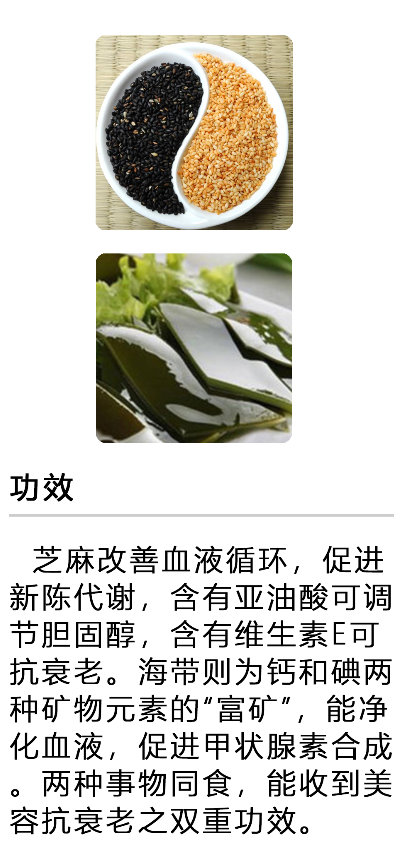 功效
芝麻改善血液循环，促进
新陈代谢，含有亚油酸可调
节胆固醇，含有维生素E可
抗衰老。海带则为钙和碘两
种矿物元素的“富矿”，能净
化血液，促进甲状腺素合成
。两种事物同食，能收到美
容抗衰老之双重功效。